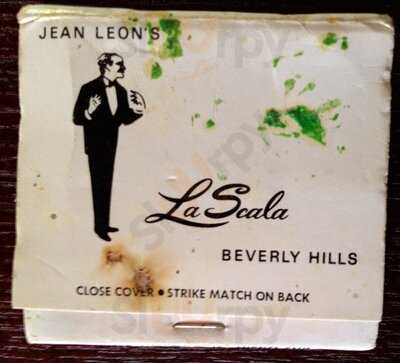 JEAN LEON'S
La Scala
BEVERLY HILLS
CLOSE COVER • STRIKE MATCH ON BACK